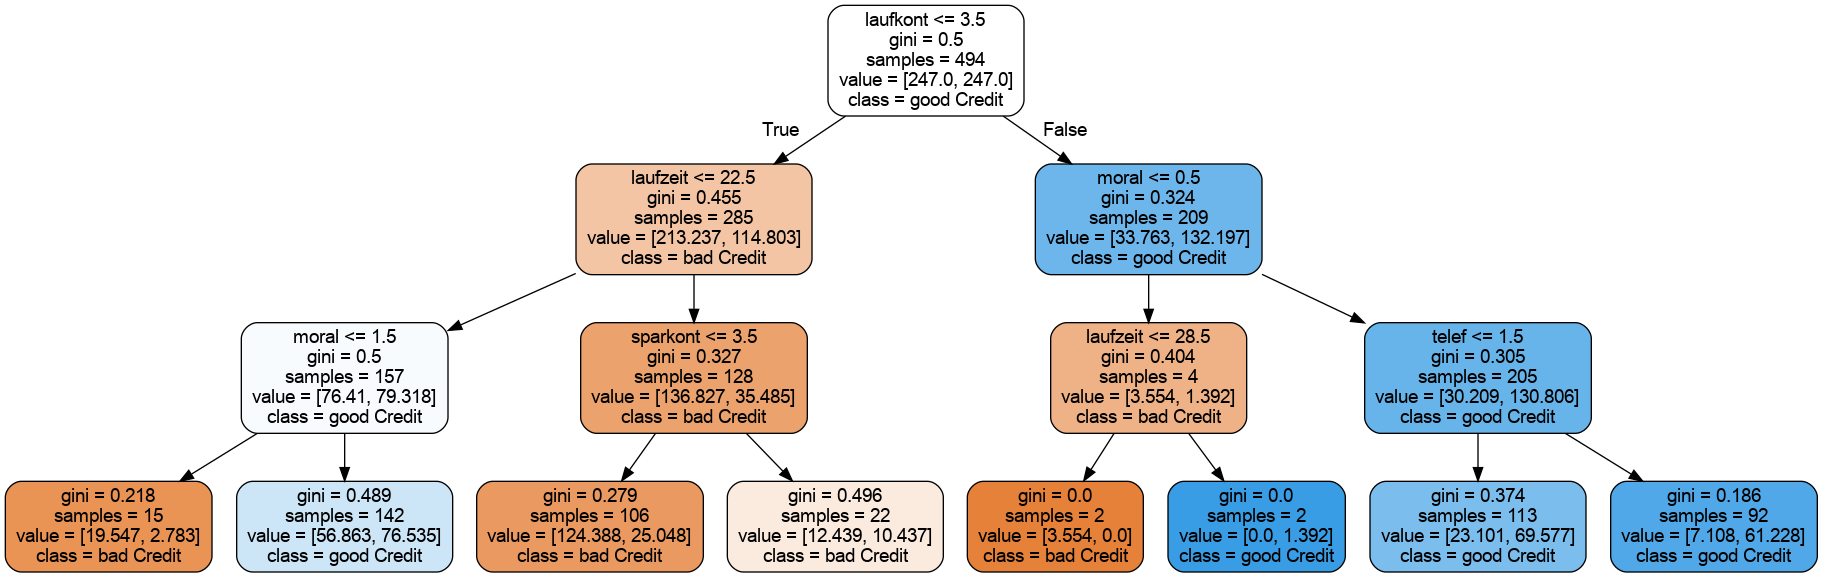 laufkont <= 3.5
gini = 0.5
samples = 494
value = [247.0, 247.0]
class = good Credit
True
False
laufzeit <= 22.5
gini = 0.455
samples = 285
value = [213.237, 114.803]
class = bad Credit
moral <= 0.5
gini = 0.324
samples = 209
value = [33.763, 132.197]
class = good Credit
moral <= 1.5
gini = 0.5
samples = 157
value = [76.41, 79.318]
class = good Credit
sparkont <= 3.5
gini = 0.327
samples = 128
value = [136.827, 35.485]
class = bad Credit
laufzeit <= 28.5
gini = 0.404
samples = 4
value = [3.554, 1.392]
class = bad Credit
telef <= 1.5
gini = 0.305
samples = 205
value = [30.209, 130.806]
class = good Credit
gini = 0.218
samples = 15
value = [19.547, 2.783]
class = bad Credit
gini = 0.489
samples = 142
value = [56.863, 76.535]
class = good Credit
gini = 0.279
samples = 106
value = [124.388, 25.048]
class = bad Credit
gini = 0.496
samples = 22
value = [12.439, 10.437]
class = bad Credit
gini = 0.0
samples = 2
value = [3.554, 0.0]
class = bad Credit
gini = 0.0
samples = 2
value = [0.0, 1.392]
class = good Credit
gini = 0.374
samples = 113
value = [23.101, 69.577]
class = good Credit
gini = 0.186
samples = 92
value = [7.108, 61.228]
class = good Credit